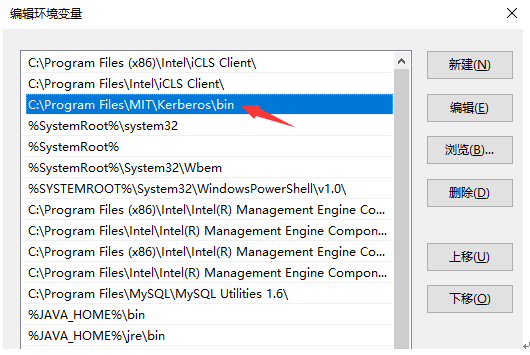 编辑环境变量
C:\Program Files (x86)\Intel\iCLS Client\
C:\Program Files\Intel\iCLS Client\
C:\Program Files\MIT\Kerberos\bin
%SystemRoot%\system32
%SystemRoot%
%SystemRoot%\System32\Wbem
%SYSTEMROOT%\System32\WindowsPowerShell\v1.0\
C:\Program Files (x86)\Intel\Intel(R) Management Engine Co...
C:\Program Files\Intel\Intel(R) Management Engine Compon...
C:\Program Files (x86)\Intel\Intel(R) Management Engine Co...
C:\Program Files\Intel\Intel(R) Management Engine Compon...
C:\Program Files\MySQL\MySQL Utilities 1.6\
%JAVA_HOME%\bin
%JAVA_HOME%\jre\bin
新建(N)
编辑(E)
浏览(B)...
删除(D)
上移(U)
下移(O)